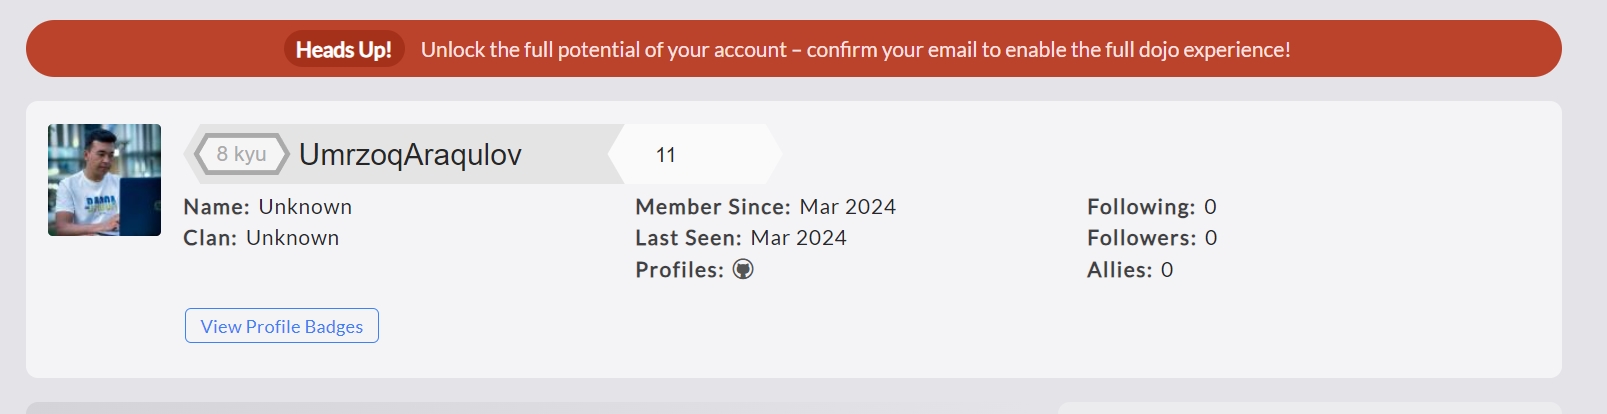 Heads Up! Unlock the full potential of your account – confirm your email to enable the full dojo experience!
8 kyu UmrzoqAraqulov 11
Name: Unknown Member Since: Mar 2024 Following: 0
Clan: Unknown Last Seen: Mar 2024 Followers: 0
Profiles: Allies: 0
View Profile Badges